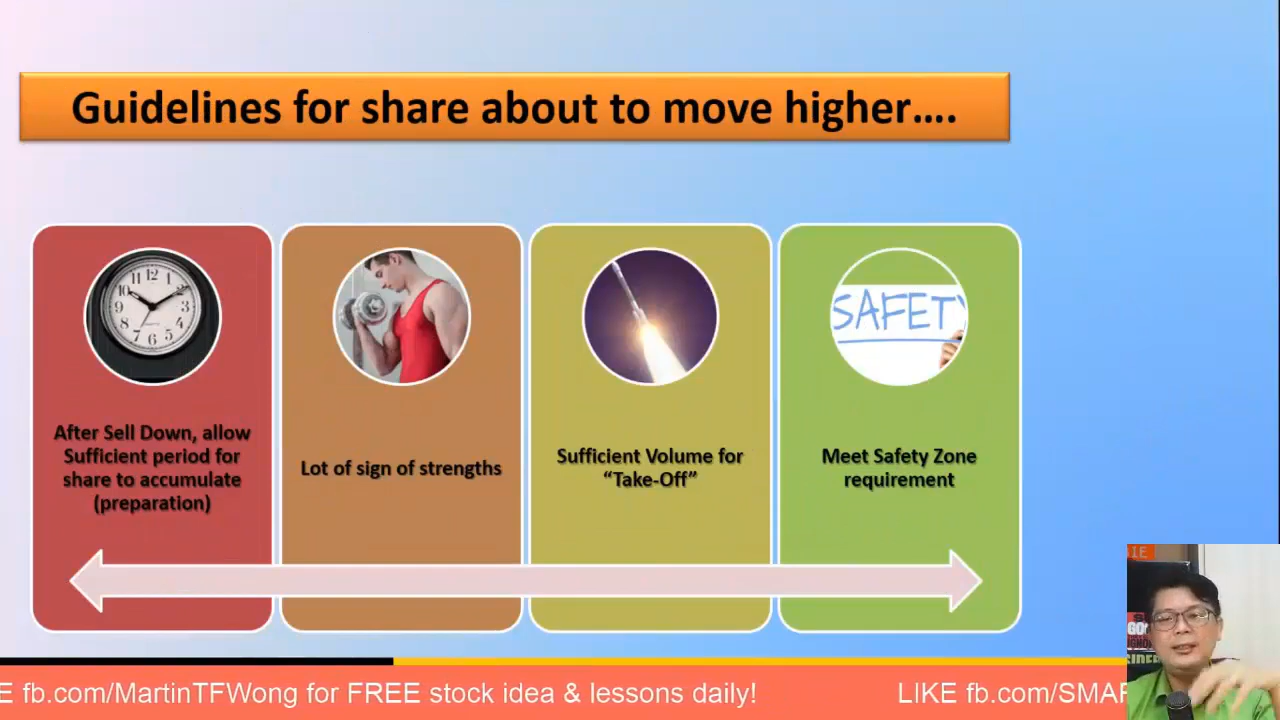 Guidelines for share about to move higher….
After Sell Down, allow
Sufficient period for
share to accumulate
(preparation)
Lot of sign of strengths
Sufficient Volume for
“Take-Off”
SAFETY
Meet Safety Zone
requirement
E fb.com/MartinTFWong for FREE stock idea & lessons daily!
LIKE fb.com/SMA